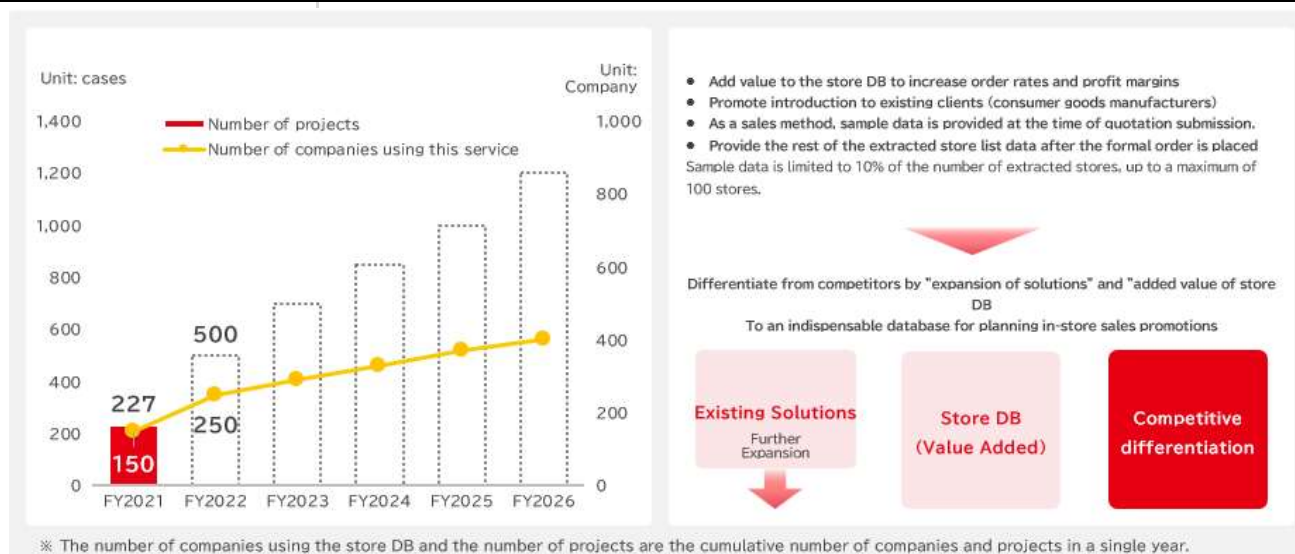 Unit: cases
Unit:
Company
1,400
1,200
1,000
800
600
400
200
0
Number of projects
Number of companies using this service
1,000
800
600
400
200
0
227
150
500
250
FY2021 FY2022 FY2023 FY2024 FY2025 FY2026
● Add value to the store DB to increase order rates and profit margins
● Promote introduction to existing clients (consumer goods manufacturers)
● As a sales method, sample data is provided at the time of quotation submission.
● Provide the rest of the extracted store list data after the formal order is placed
Sample data is limited to 10% of the number of extracted stores, up to a maximum of
100 stores.
Differentiate from competitors by "expansion of solutions" and "added value of store
DB
To an indispensable database for planning in-store sales promotions
Existing Solutions
Further
Expansion
Store DB
(Value Added)
Competitive
differentiation
※ The number of companies using the store DB and the number of projects are the cumulative number of companies and projects in a single year.